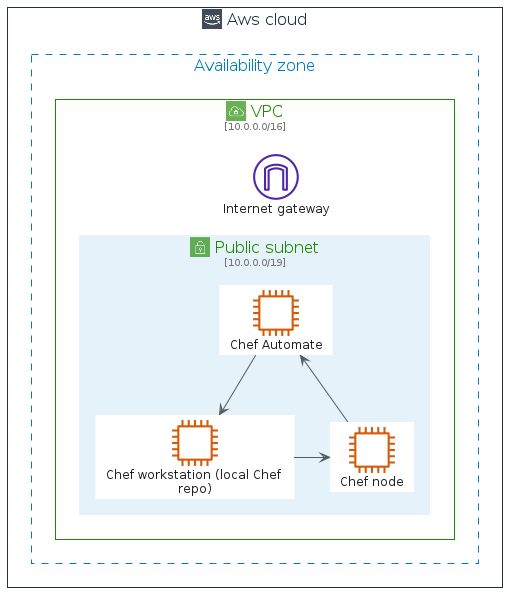 aws
Aws cloud
Availability zone
VPC
[10.0.0.0/16]
Internet gateway
Public subnet
[10.0.0.0/19]
Chef Automate
Chef workstation (local Chef
repo)
Chef node